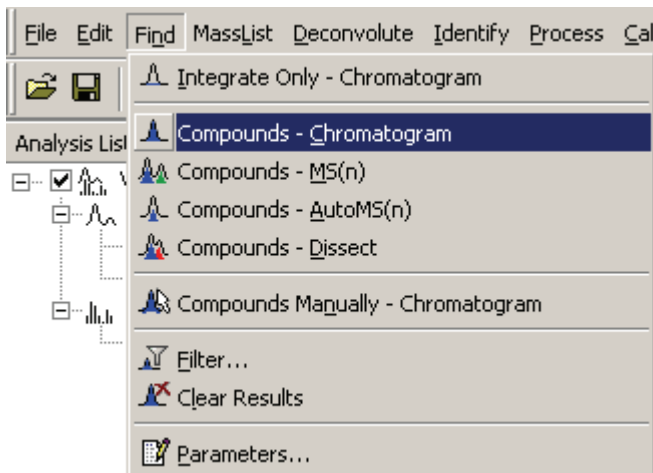 File Edit Find MassList Deconvolute Identify Process Cal
Integrate Only - Chromatogram
Analysis List
Compounds - Chromatogram
Compounds - MS(n)
Compounds - AutoMS(n)
Compounds - Dissect
Compounds Manually - Chromatogram
Filter...
Clear Results
Parameters...